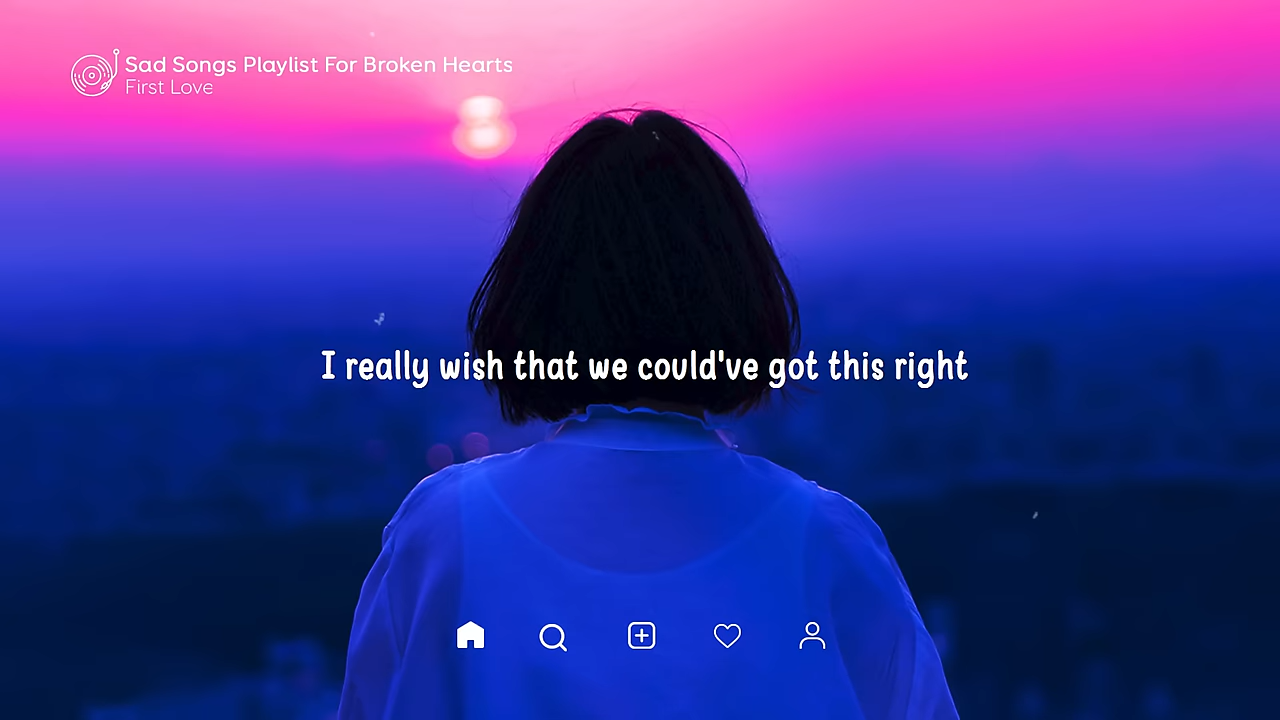 Sad Songs Playlist For Broken Hearts
First Love
I really wish that we could've got this right